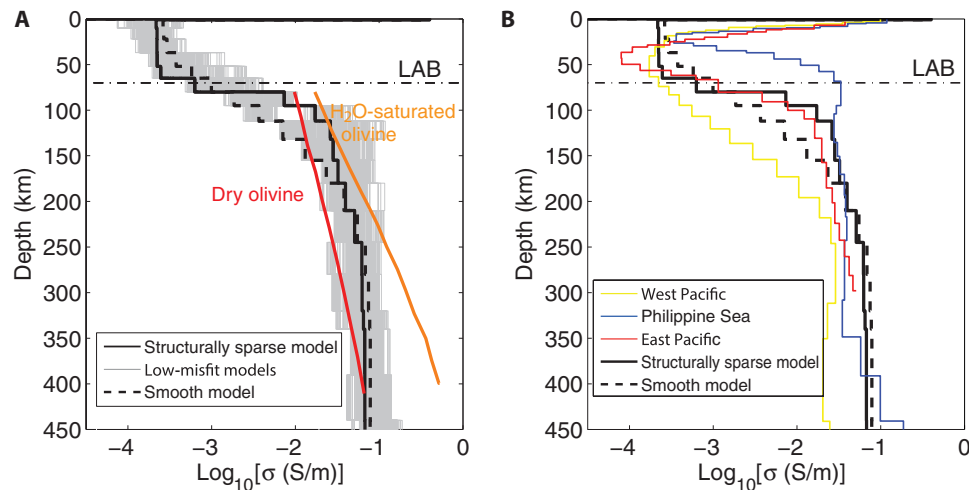 A
0
50
100
150
200
250
300
350
400
450
Depth (km)
LAB
H₂O-saturated
olivine
Dry olivine
Structurally sparse model
Low-misfit models
Smooth model
−4
−3
−2
−1
0
Log₁₀[σ (S/m)]
B
0
50
100
150
200
250
300
350
400
450
Depth (km)
LAB
West Pacific
Philippine Sea
East Pacific
Structurally sparse model
Smooth model
−4
−3
−2
−1
0
Log₁₀[σ (S/m)]